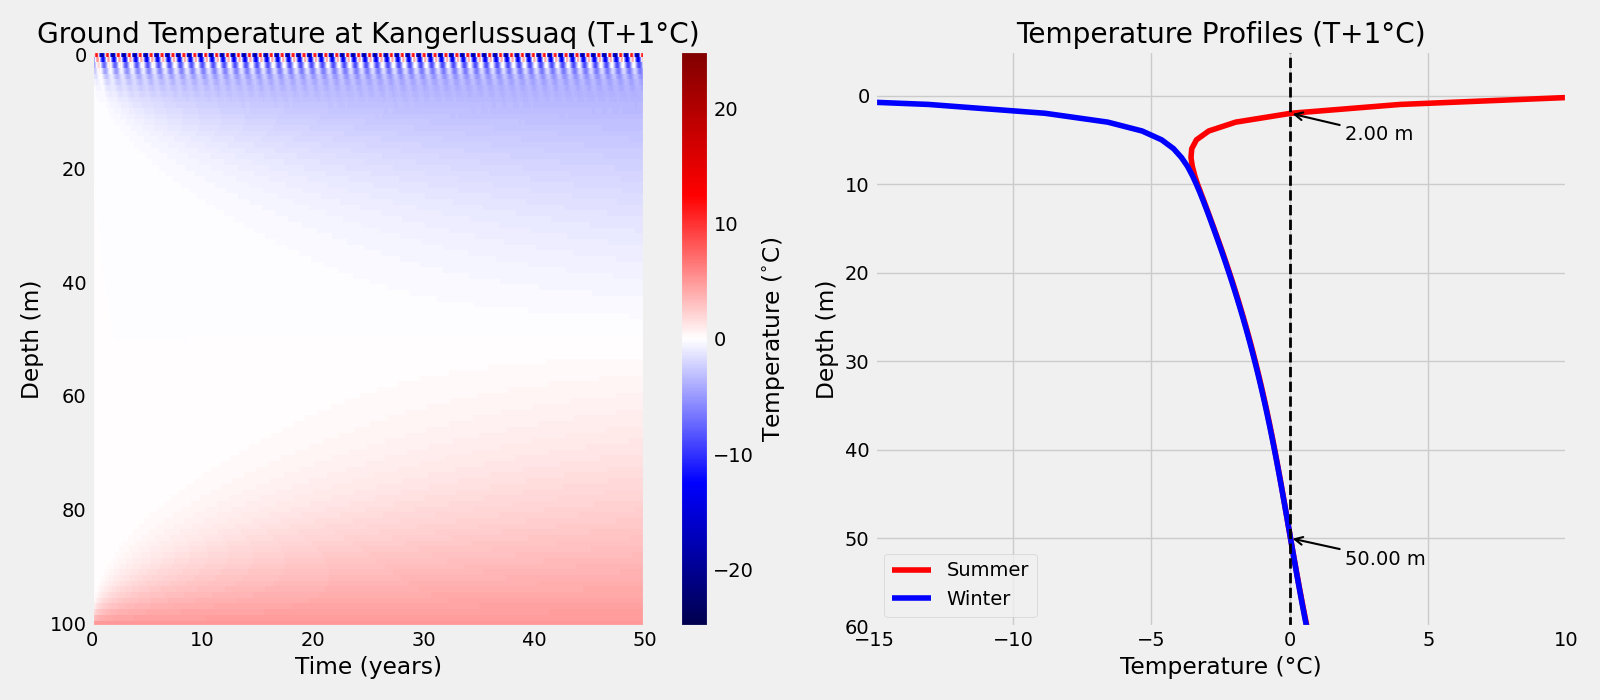 Ground Temperature at Kangerlussuaq (T+1°C)
0
20
40
60
80
100
Depth (m)
0
10
20
30
40
50
Time (years)
20
10
0
−10
−20
Temperature (°C)
Temperature Profiles (T+1°C)
0
10
20
30
40
50
60
Depth (m)
−15
−10
−5
0
5
10
Temperature (°C)
2.00 m
50.00 m
Summer
Winter